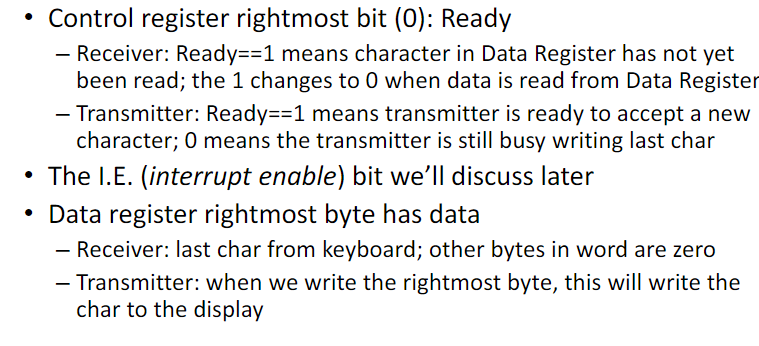 • Control register rightmost bit (0): Ready
– Receiver: Ready==1 means character in Data Register has not yet
been read; the 1 changes to 0 when data is read from Data Register
– Transmitter: Ready==1 means transmitter is ready to accept a new
character; 0 means the transmitter is still busy writing last char
• The I.E. (interrupt enable) bit we’ll discuss later
• Data register rightmost byte has data
– Receiver: last char from keyboard; other bytes in word are zero
– Transmitter: when we write the rightmost byte, this will write the
char to the display